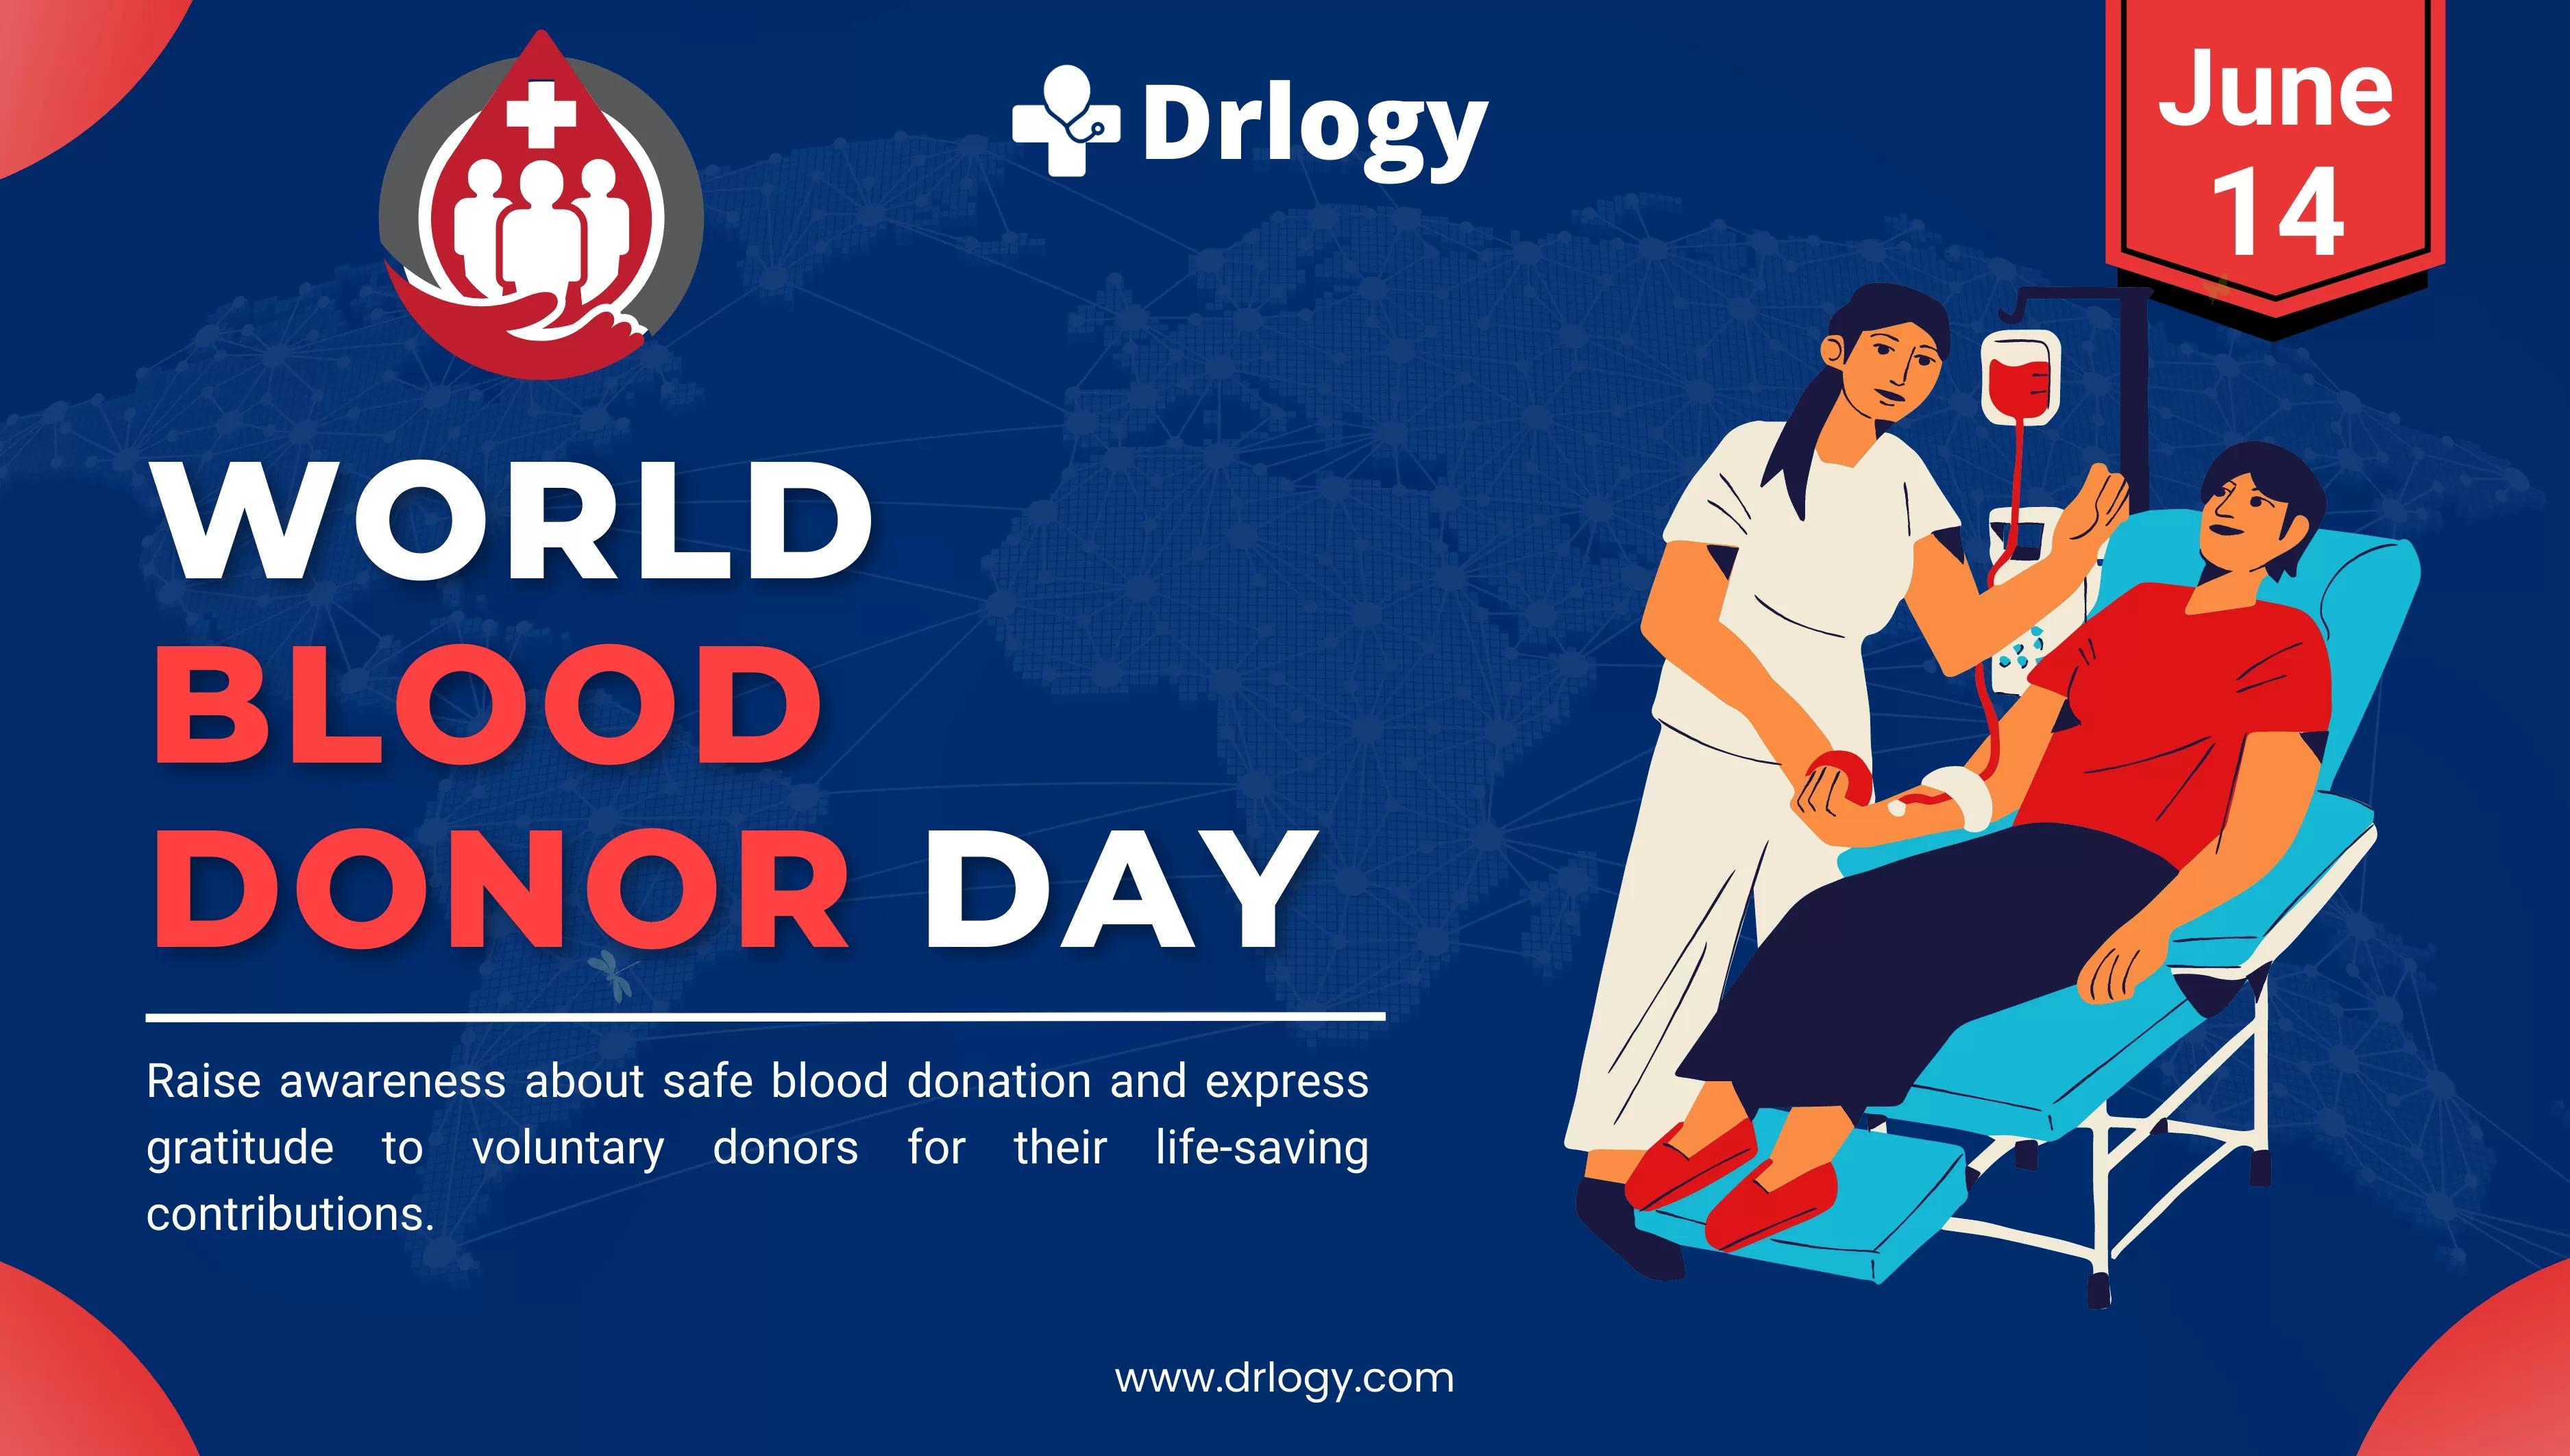 Drlogy
June
14
WORLD
BLOOD
DONOR DAY
Raise awareness about safe blood donation and express
gratitude to voluntary donors for their life-saving
contributions.
www.drlogy.com